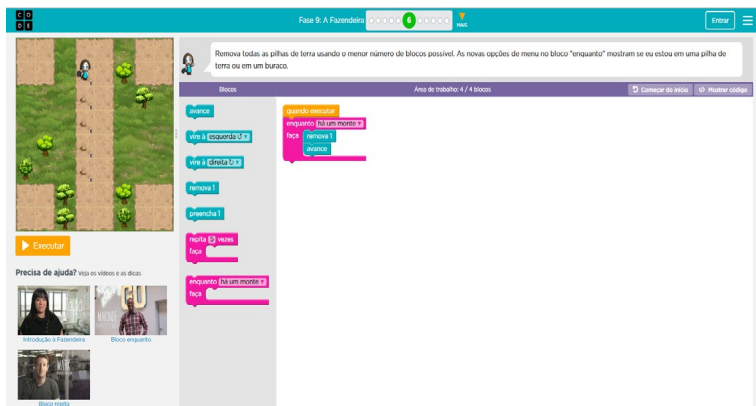 C O
D E
Fase 9: A Fazendeira
6
MAIS
Entrar
Remova todas as pilhas de terra usando o menor número de blocos possível. As novas opções de menu no bloco "enquanto" mostram se eu estou em uma pilha de
terra ou em um buraco.
Blocos
Área de trabalho: 4 / 4 blocos
Começar do início
Mostrar código
avance
vire à esquerda
vire à direita
remova 1
preencha 1
repita 5 vezes
faça
enquanto há um monte
faça
quando executar
enquanto há um monte
faça remova 1
avance
Executar
Precisa de ajuda? Veja os vídeos e as dicas
Introdução à Fazendeira
Bloco enquanto
Bloco repita